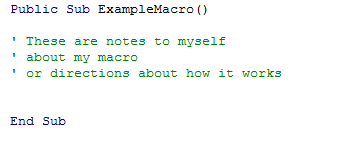 Public Sub ExampleMacro()
' These are notes to myself
' about my macro
' or directions about how it works
End Sub